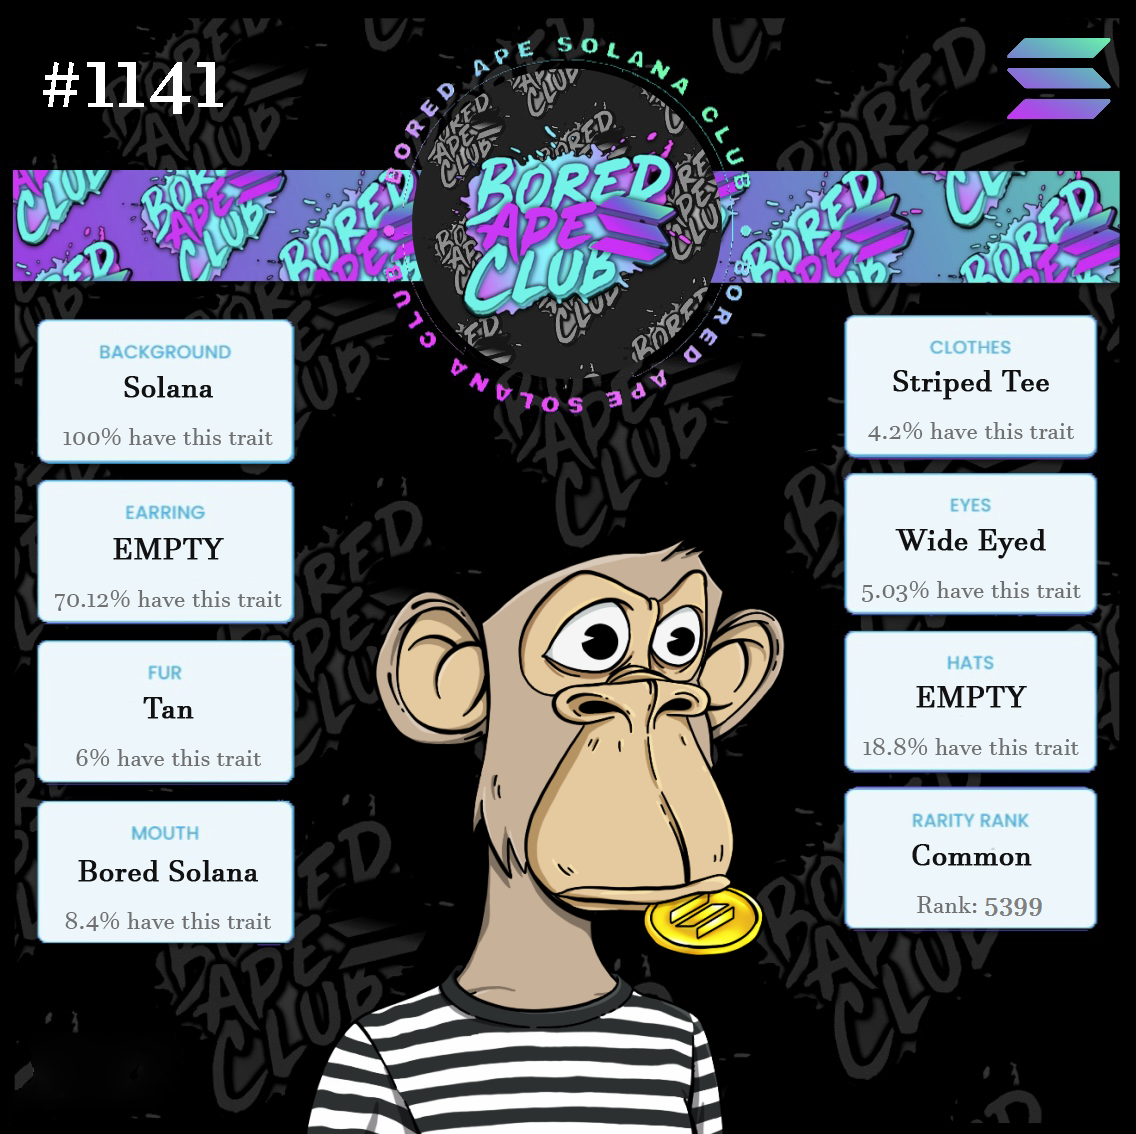 #1141
BORED APE SOLANA CLUB
BORED
APE
CLUB
BORED APE SOLANA CLUB
BACKGROUND
Solana
100% have this trait
EARRING
EMPTY
70.12% have this trait
FUR
Tan
6% have this trait
MOUTH
Bored Solana
8.4% have this trait
CLOTHES
Striped Tee
4.2% have this trait
EYES
Wide Eyed
5.03% have this trait
HATS
EMPTY
18.8% have this trait
RARITY RANK
Common
Rank: 5399